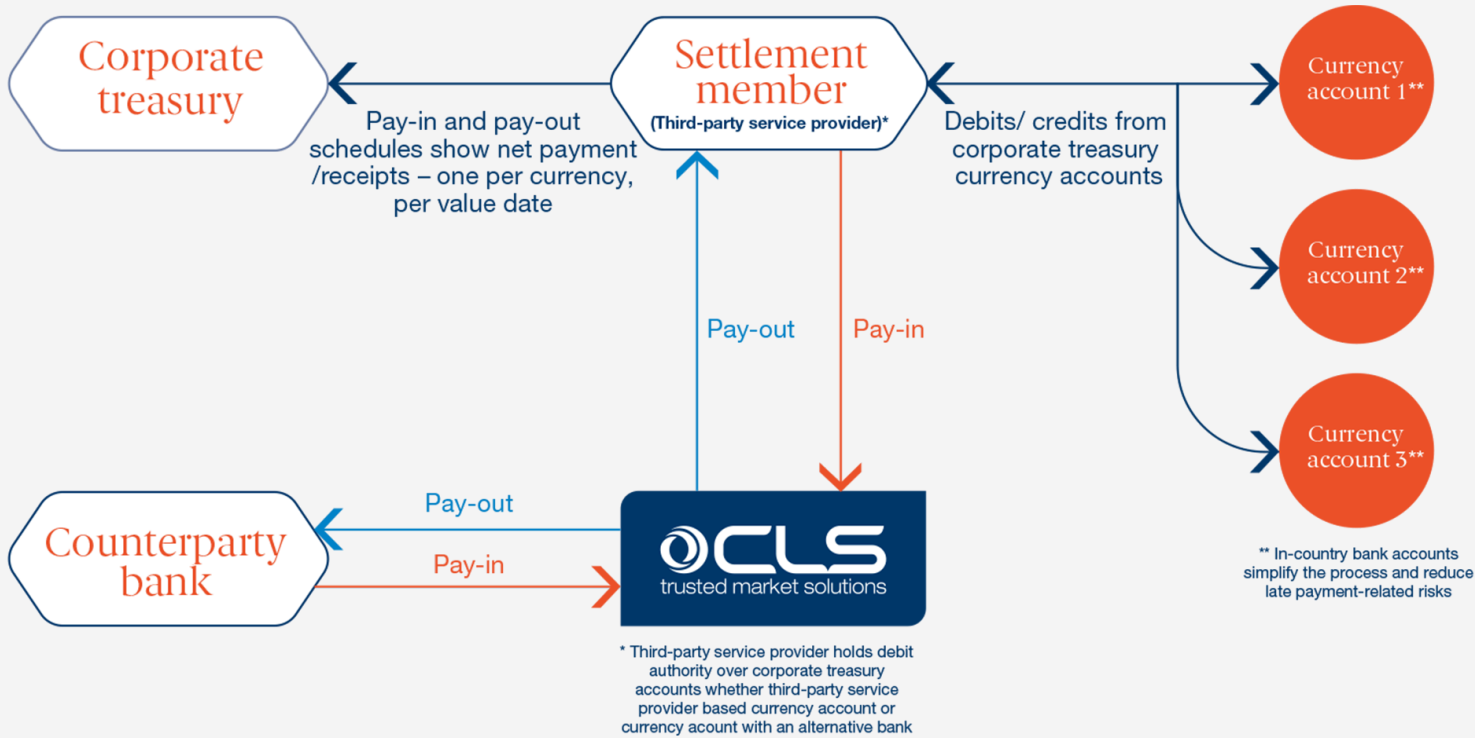 Corporate
treasury
Settlement
member
(Third-party service provider)*
Currency
account 1**
Pay-in and pay-out
schedules show net payment
/receipts – one per currency,
per value date
Debits/ credits from
corporate treasury
currency accounts
Currency
account 2**
Pay-out
Pay-in
Currency
account 3**
Counterparty
bank
Pay-out
Pay-in
CLS
trusted market solutions
** In-country bank accounts
simplify the process and reduce
late payment-related risks
* Third-party service provider holds debit
authority over corporate treasury
accounts whether third-party service
provider based currency account or
currency acount with an alternative bank